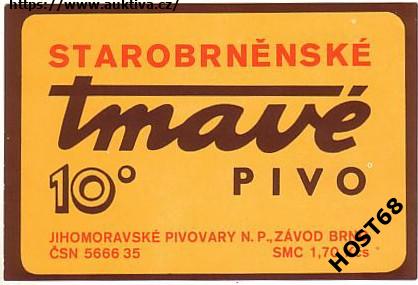 https://www.auktiva.cz/
STAROBRNĚNSKÉ
tmavé
10° PIVO
JIHOMORAVSKÉ PIVOVARY N. P., ZÁVOD BRNO
ČSN 5666 35 SMC 1,70 Kčs
HOST68